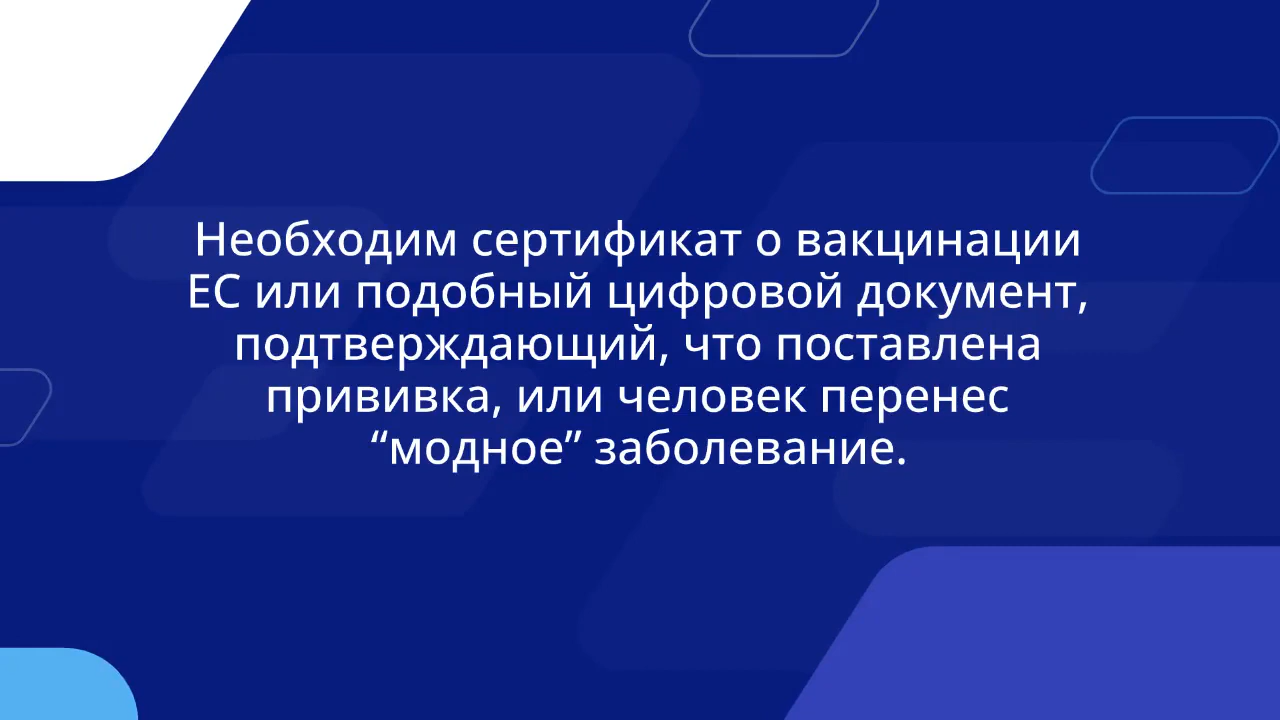 Необходим сертификат о вакцинации
ЕС или подобный цифровой документ,
подтверждающий, что поставлена
прививка, или человек перенес
“модное” заболевание.